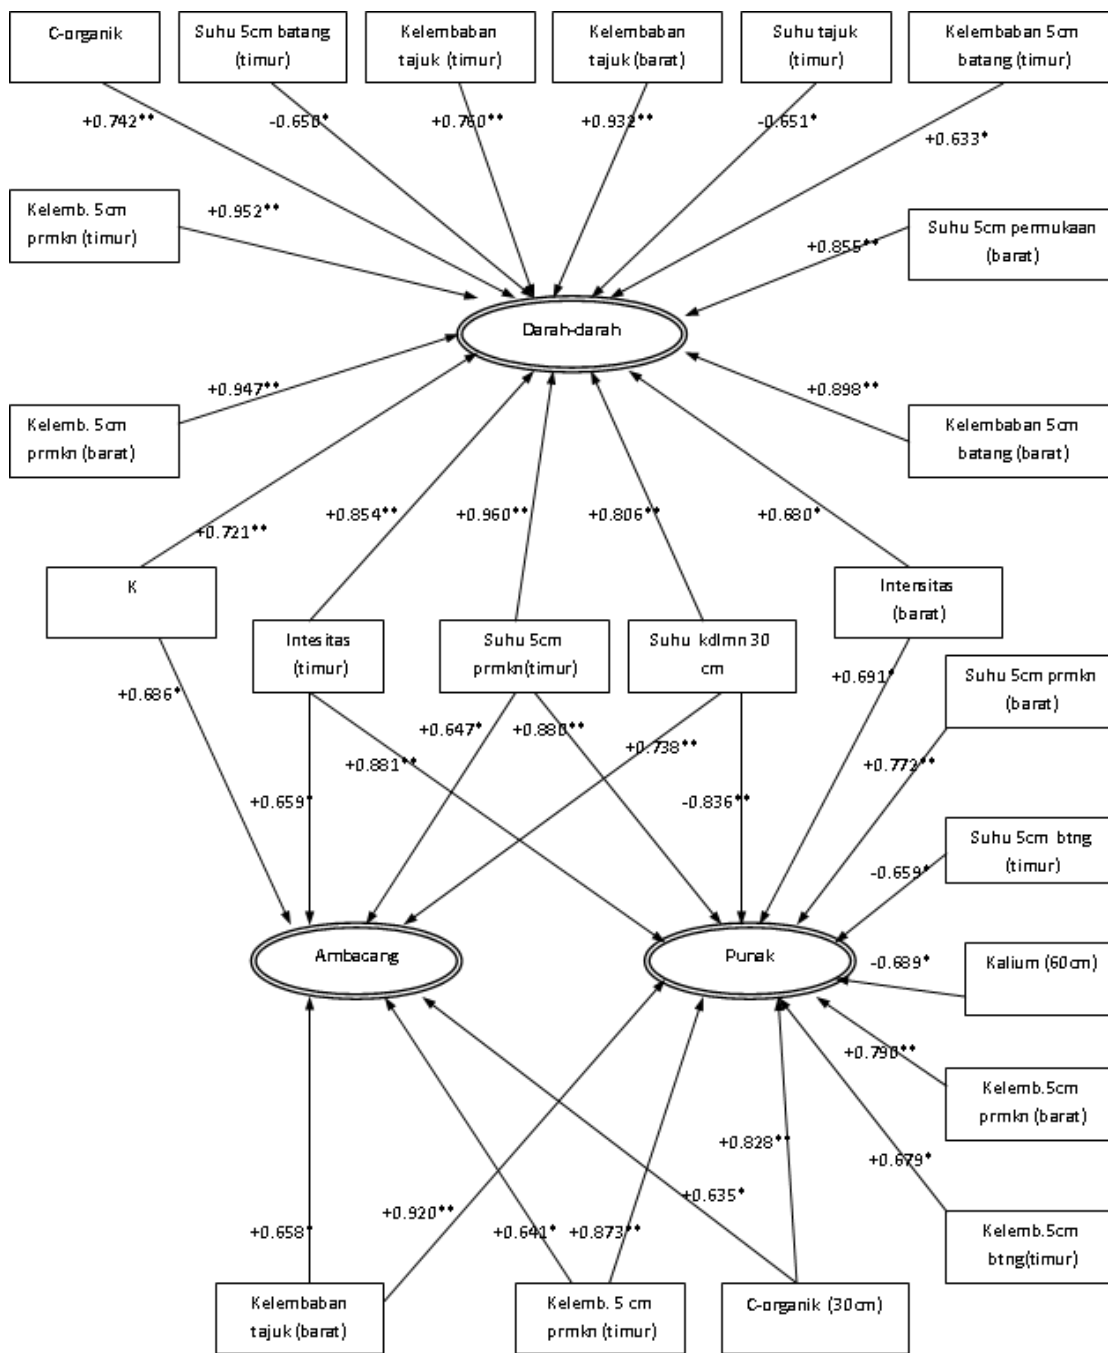 C-organik
Suhu 5cm batang
(timur)
Kelembaban
tajuk (timur)
Kelembaban
tajuk (barat)
Suhu tajuk
(timur)
Kelembaban 5cm
batang (timur)
+0.742**
-0.650*
+0.760**
+0.932**
-0.651*
+0.633*
Kelemb. 5cm
prmkn (timur)
+0.952**
Suhu 5cm permukaan
(barat)
+0.855**
Darah-darah
+0.947**
+0.898**
Kelemb. 5cm
prmkn (barat)
Kelembaban 5cm
batang (barat)
+0.721**
+0.854**
+0.960**
+0.806**
+0.680*
K
Intensitas
(barat)
Intesitas
(timur)
Suhu 5cm
prmkn(timur)
Suhu kdlmn 30
cm
+0.686*
+0.691*
Suhu 5cm prmkn
(barat)
+0.647*
+0.880**
+0.738**
+0.881**
+0.772**
+0.659*
-0.836**
Suhu 5cm btng
(timur)
-0.659*
Ambacang
Punak
-0.689*
Kalium (60cm)
+0.790**
Kelemb.5cm
prmkn (barat)
+0.828**
+0.679*
+0.635*
+0.920**
+0.658*
+0.641*
+0.873**
Kelemb.5cm
btng(timur)
Kelembaban
tajuk (barat)
Kelemb. 5 cm
prmkn (timur)
C-organik (30cm)